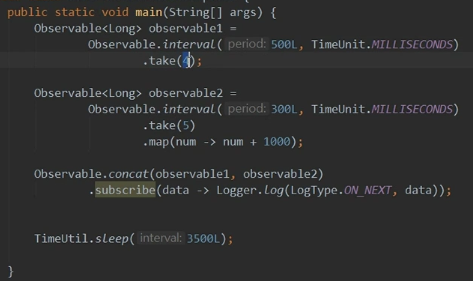 public static void main(String[] args) {
Observable<Long> observable1 =
Observable.interval( period: 500L, TimeUnit.MILLISECONDS)
.take(4);
Observable<Long> observable2 =
Observable.interval( period: 300L, TimeUnit.MILLISECONDS)
.take(5)
.map(num -> num + 1000);
Observable.concat(observable1, observable2)
.subscribe(data -> Logger.log(LogType.ON_NEXT, data));
TimeUtil.sleep( interval: 3500L);
}